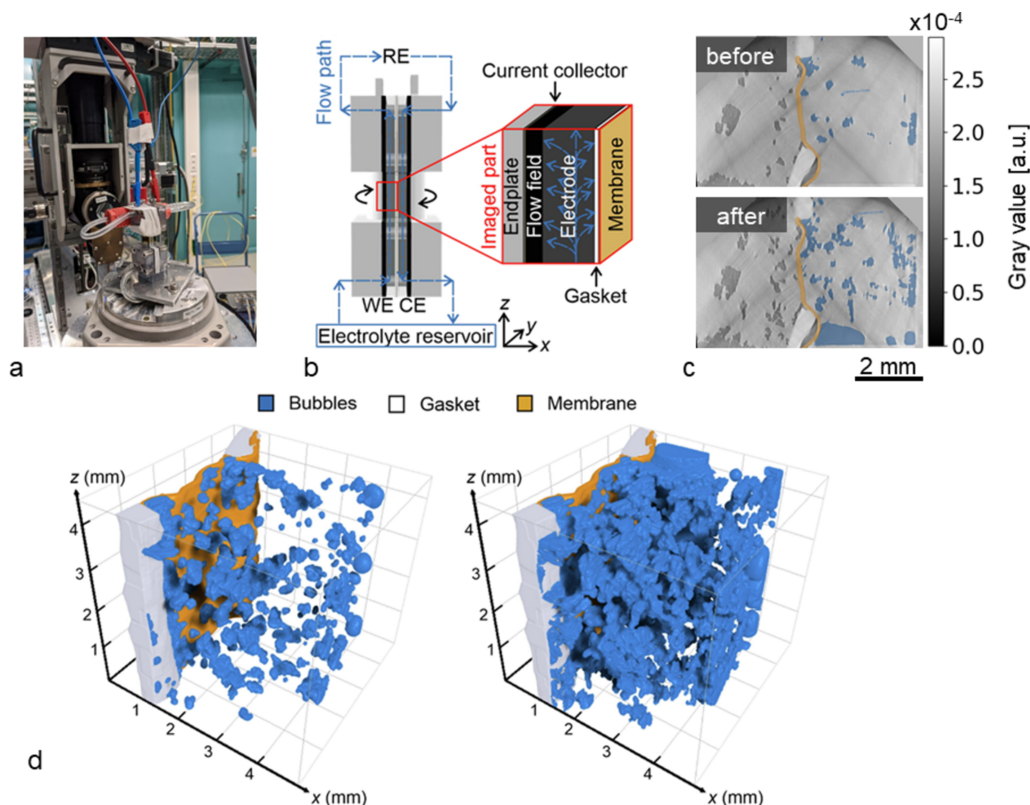 a
RE
Flow path
WE CE
Electrolyte reservoir
z
y
x
Current collector
Imaged part
Endplate
Flow field
Electrode
Membrane
Gasket
b
before
after
x10⁻⁴
2.5
2.0
1.5
1.0
0.5
0.0
Gray value [a.u.]
2 mm
c
Bubbles Gasket Membrane
z (mm)
4
3
2
1
1
2
3
4
x (mm)
z (mm)
4
3
2
1
1
2
3
4
x (mm)
d